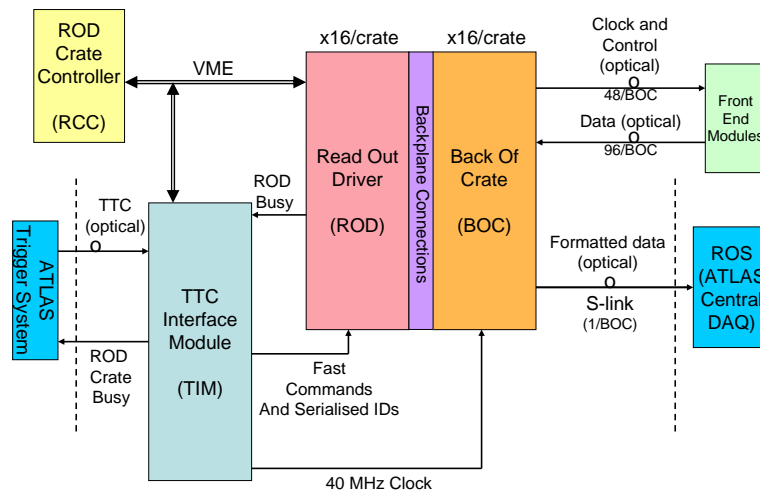 ROD
Crate
Controller
(RCC)
VME
x16/crate
x16/crate
Read Out
Driver
(ROD)
Backplane Connections
Back Of
Crate
(BOC)
Clock and
Control
(optical)
48/BOC
Data (optical)
96/BOC
Front
End
Modules
ROD
Busy
TTC
(optical)
ATLAS
Trigger System
TTC
Interface
Module
(TIM)
ROD
Crate
Busy
Fast
Commands
And Serialised IDs
40 MHz Clock
Formatted data
(optical)
S-link
(1/BOC)
ROS
(ATLAS
Central
DAQ)